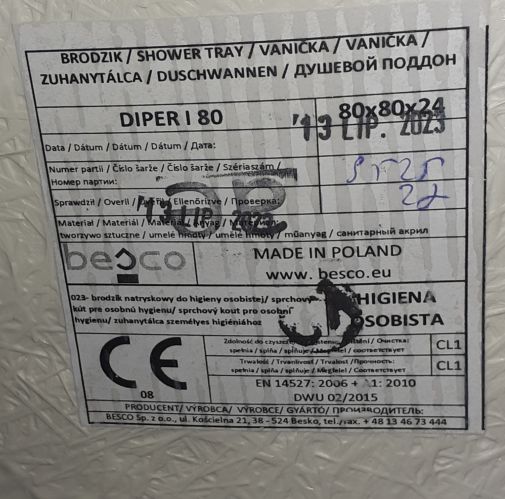 BRODZIK / SHOWER TRAY / VANIČKA / VANIČKA /
ZUHANYTÁLCA / DUSCHWANNEN / ДУШЕВОЙ ПОДДОН
DIPER I 80
80x80x24
Data / Dátum / Dátum / Dátum / Дата:
'13 LIP. 2023
Numer partii / Číslo šarže / Číslo šarže / Szériaszám /
Номер партии:
Sprawdził / Overil / Ellenőrizve / Проверка:
13 LIP. 2023
Materiał / Materiál / Materiál /
tworzywo sztuczne / umelé hmoty / umělé hmoty / műanyag / санитарный акрил
besco
MADE IN POLAND
www.besco.eu
023- brodzik natryskowy do higieny osobistej/ sprchový
kút pre osobnú hygienu/ sprchový kout pro osobní
hygienu/ zuhanytálca személyes higiéniához
HIGIENA
OSOBISTA
CE
08
Zdolność do czyszczenia / Очистка:
spełnia / spĺňa / splňuje / Megfelel / соответствует
CL1
Trwałość / Trvanlivosť / Trvanlivost / Tartósság / Прочность:
spełnia / spĺňa / splňuje / Megfelel / соответствует
CL1
EN 14527: 2006 + A1: 2010
DWU 02/2015
PRODUCENT/ VÝROBCA/ VÝROBCE/ GYÁRTÓ/ ПРОИЗВОДИТЕЛЬ:
BESCO Sp. z o.o., ul. Kościelna 21, 38 - 524 Besko, tel./fax. + 48 13 46 73 444